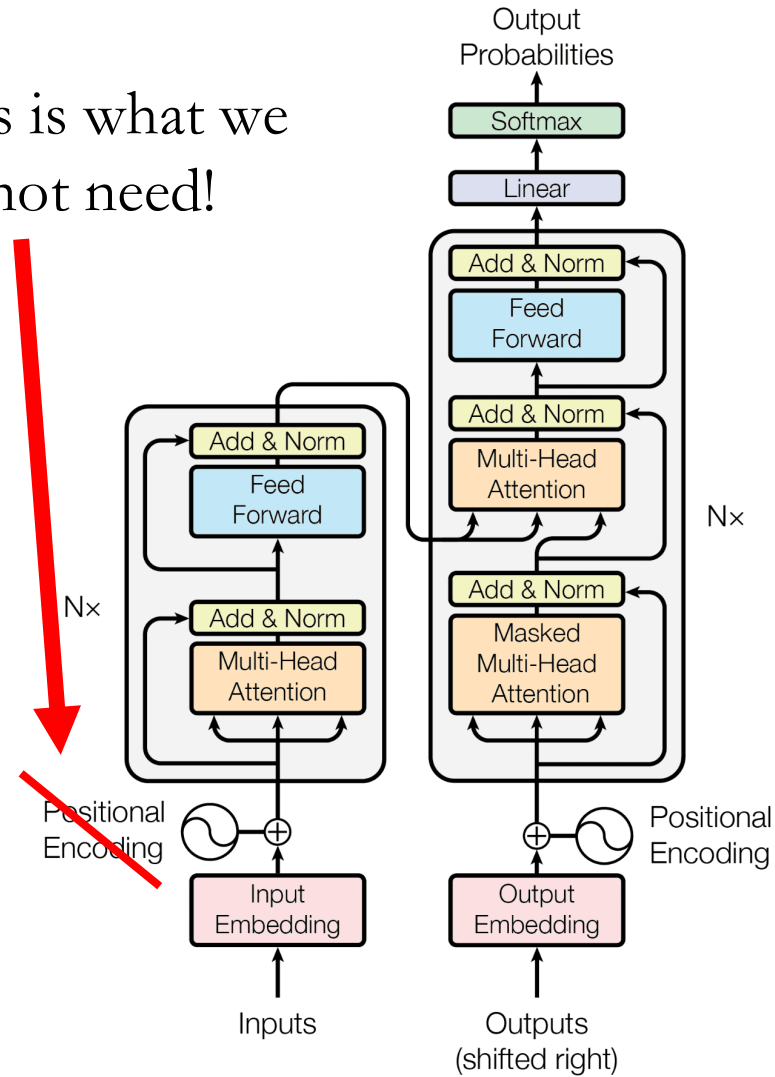 Output
Probabilities
s is what we
not need!
Softmax
Linear
Add & Norm
Feed
Forward
Add & Norm
Multi-Head
Attention
N×
Add & Norm
Masked
Multi-Head
Attention
Add & Norm
Feed
Forward
N×
Add & Norm
Multi-Head
Attention
Positional
Encoding
Input
Embedding
Inputs
Positional
Encoding
Output
Embedding
Outputs
(shifted right)